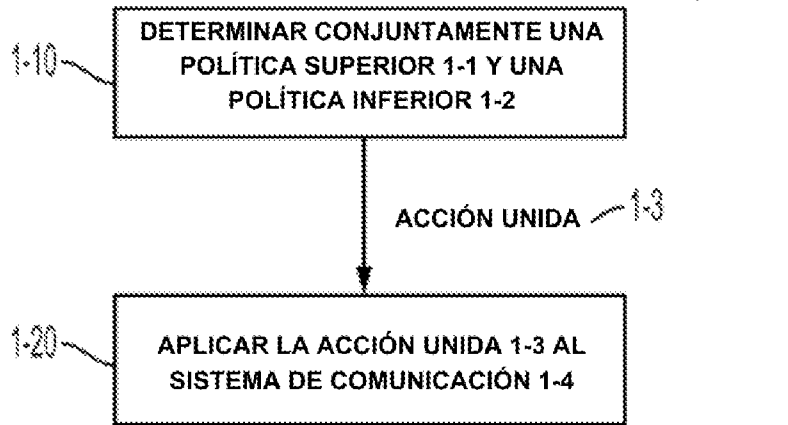 DETERMINAR CONJUNTAMENTE UNA
POLÍTICA SUPERIOR 1-1 Y UNA
POLÍTICA INFERIOR 1-2
1-10
ACCIÓN UNIDA
1-3
APLICAR LA ACCIÓN UNIDA 1-3 AL
SISTEMA DE COMUNICACIÓN 1-4
1-20